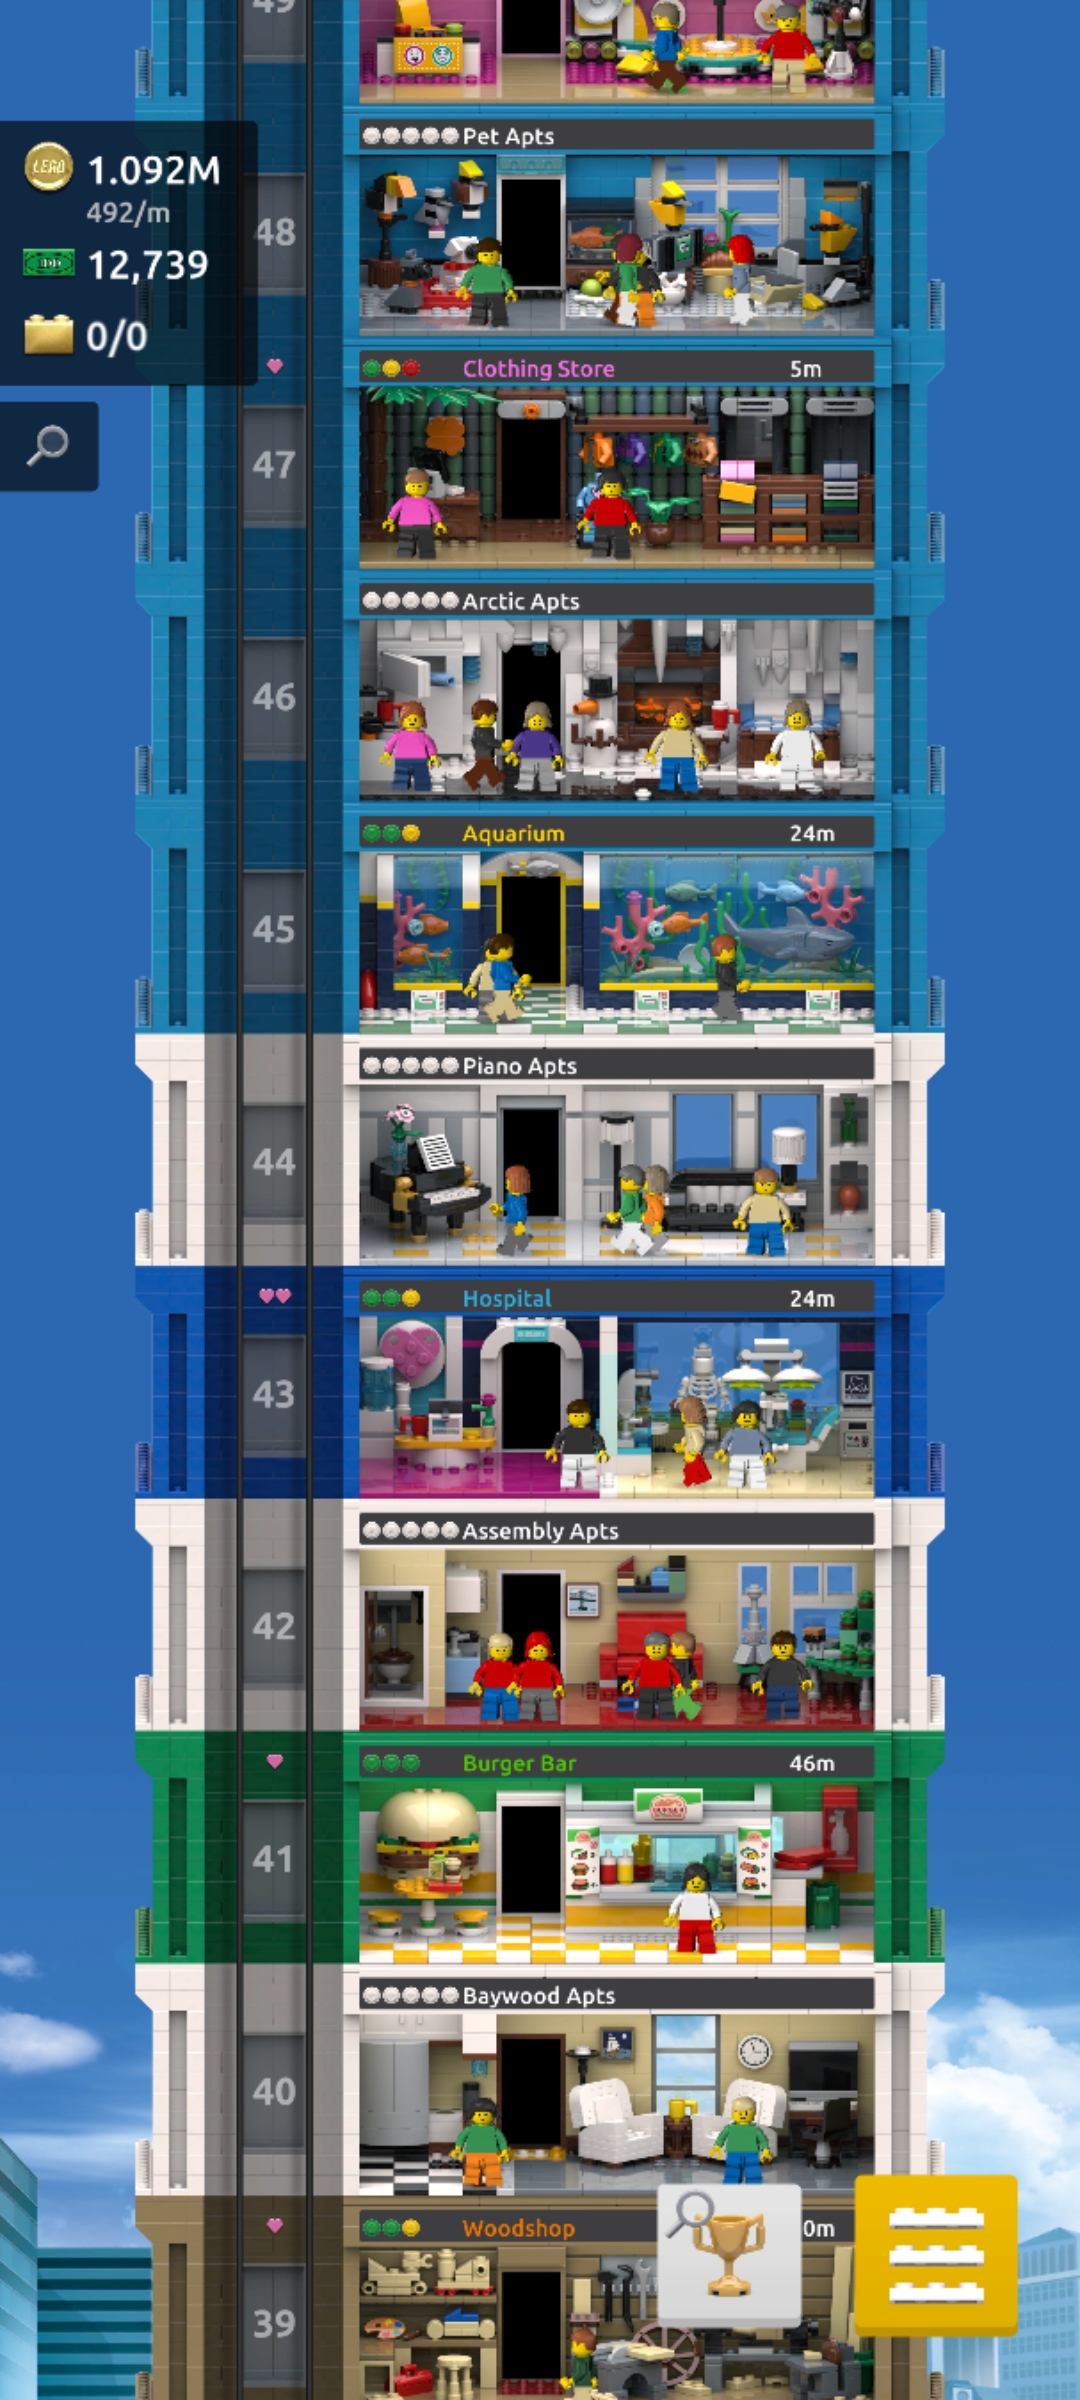 49
Pet Apts
LEGO
1.092M
492/m
48
12,739
0/0
Clothing Store 5m
47
Arctic Apts
46
Aquarium 24m
45
Piano Apts
44
Hospital 24m
43
Assembly Apts
42
Burger Bar 46m
BURGER
41
Baywood Apts
40
Woodshop 0m
39